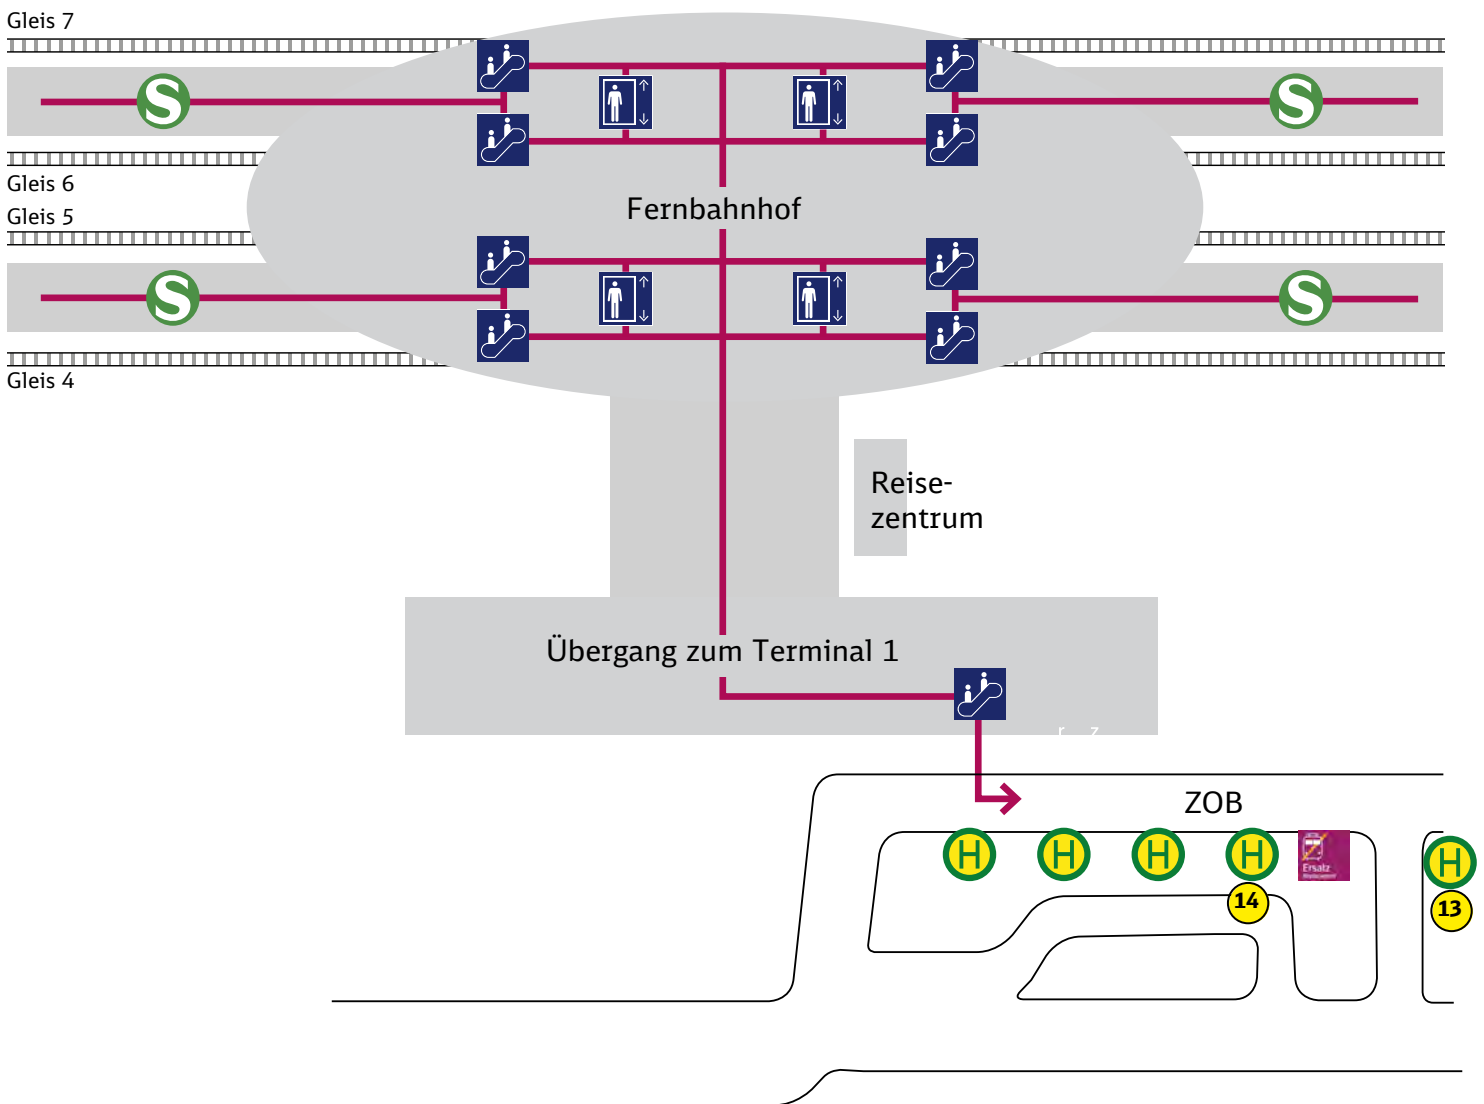 Gleis 7
S
S
Gleis 6
Fernbahnhof
Gleis 5
S
S
Gleis 4
Reise-
zentrum
Übergang zum Terminal 1
r z
ZOB
H
H
H
H
Ersatz
H
14
13